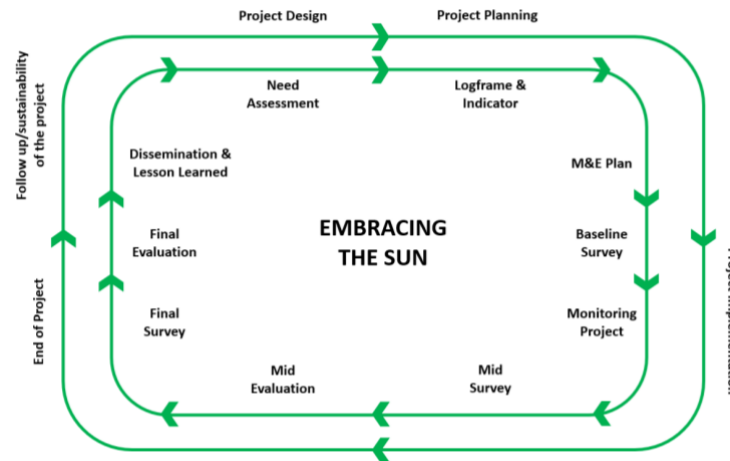 Project Design
Project Planning
Need
Assessment
Logframe &
Indicator
Follow up/sustainability
of the project
Dissemination &
Lesson Learned
M&E Plan
EMBRACING
THE SUN
Final
Evaluation
Baseline
Survey
End of Project
Final
Survey
Monitoring
Project
Mid
Evaluation
Mid
Survey